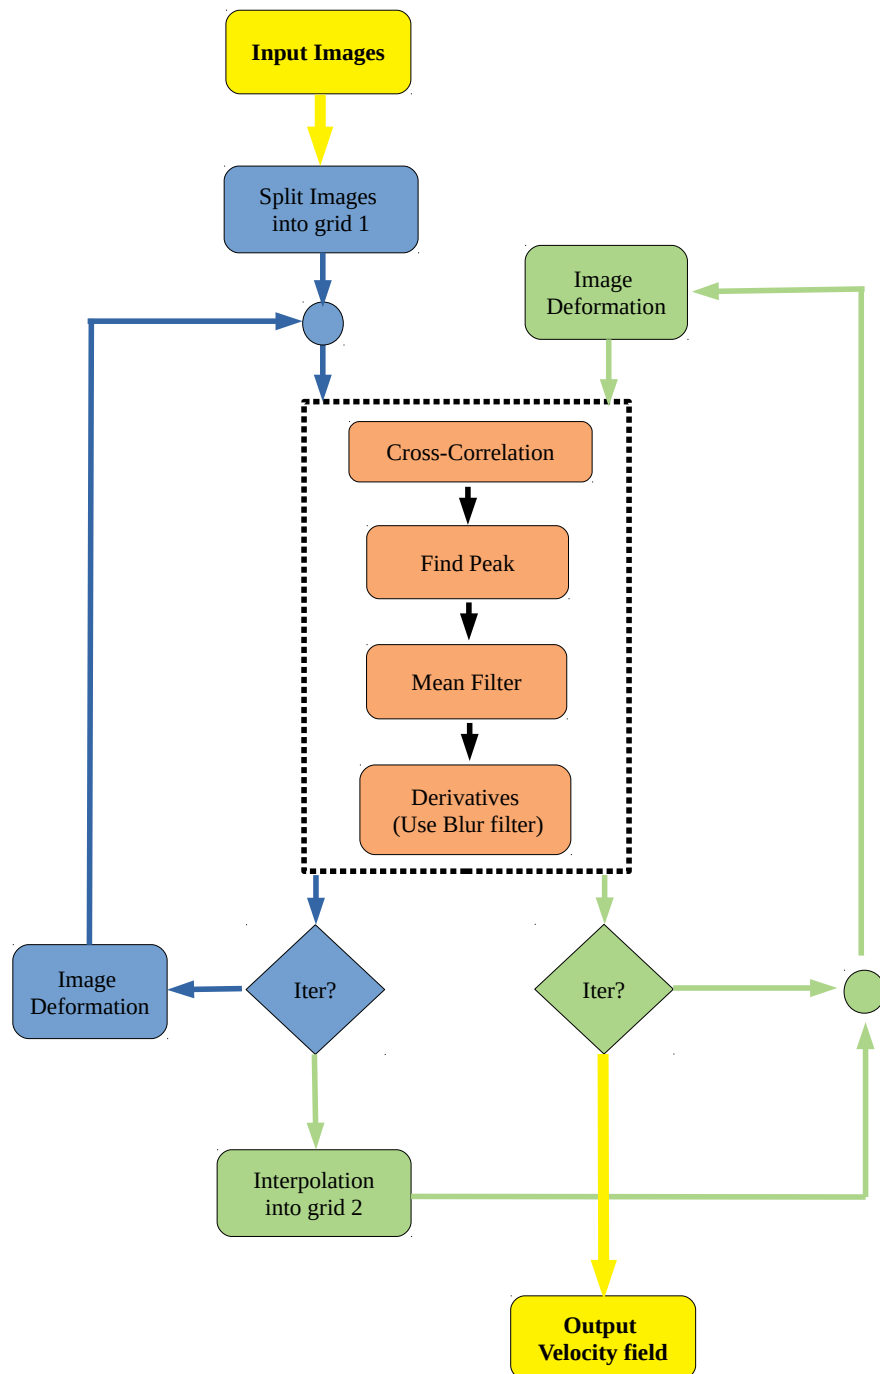 Input Images
Split Images
into grid 1
Image
Deformation
Cross-Correlation
Find Peak
Mean Filter
Derivatives
(Use Blur filter)
Image
Deformation
Iter?
Iter?
Interpolation
into grid 2
Output
Velocity field